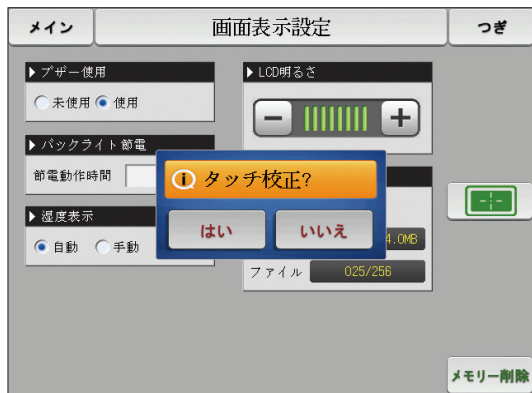 メイン
画面表示設定
つぎ
▶ブザー使用
未使用 使用
▶LCD明るさ
− +
▶バックライト節電
節電動作時間
タッチ校正?
はい いいえ
▶湿度表示
自動 手動
4.0MB
ファイル 025/256
メモリー削除